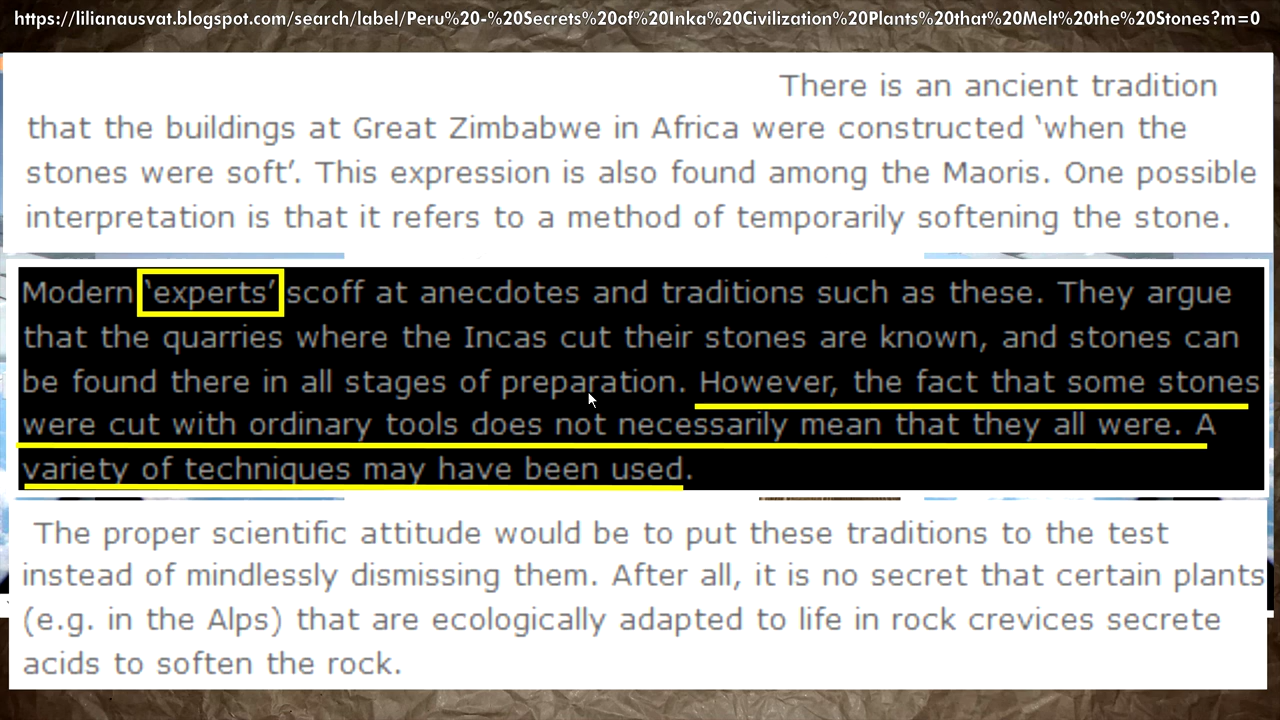 https://lilianausvat.blogspot.com/search/label/Peru%20-%20Secrets%20of%20Inka%20Civilization%20Plants%20that%20Melt%20the%20Stones?m=0
There is an ancient tradition
that the buildings at Great Zimbabwe in Africa were constructed ‘when the
stones were soft’. This expression is also found among the Maoris. One possible
interpretation is that it refers to a method of temporarily softening the stone.
Modern ‘experts’ scoff at anecdotes and traditions such as these. They argue
that the quarries where the Incas cut their stones are known, and stones can
be found there in all stages of preparation. However, the fact that some stones
were cut with ordinary tools does not necessarily mean that they all were. A
variety of techniques may have been used.
The proper scientific attitude would be to put these traditions to the test
instead of mindlessly dismissing them. After all, it is no secret that certain plants
(e.g. in the Alps) that are ecologically adapted to life in rock crevices secrete
acids to soften the rock.